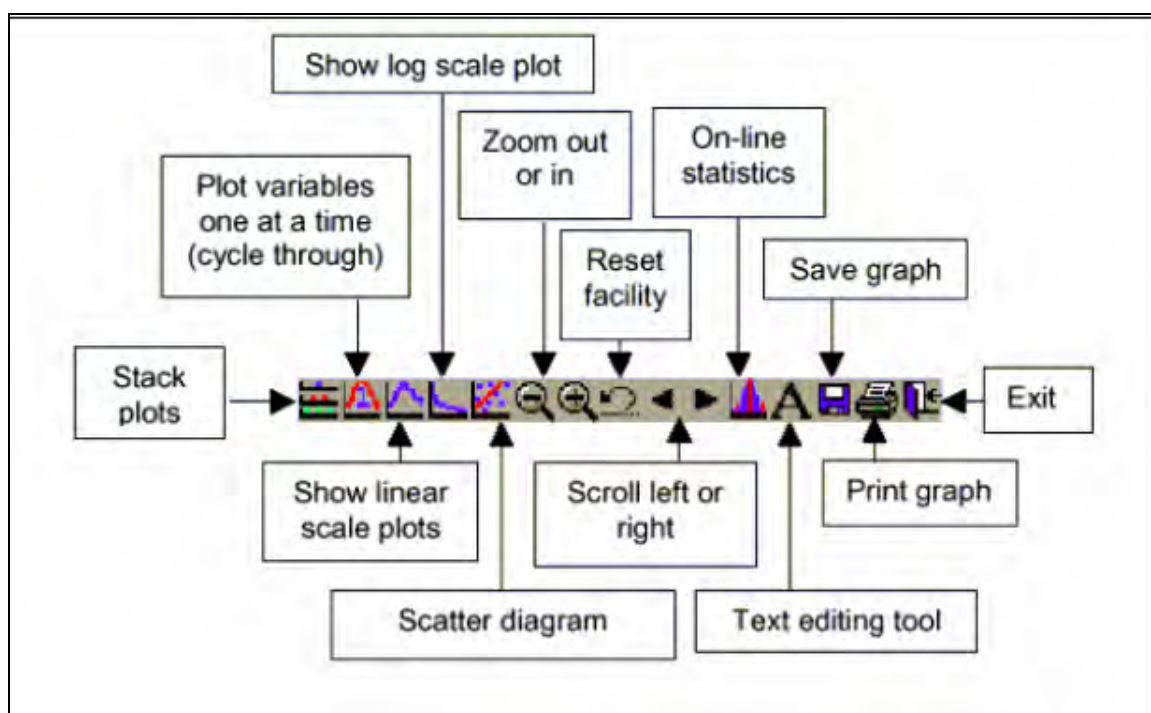 Show log scale plot
Zoom out
or in
On-line
statistics
Plot variables
one at a time
(cycle through)
Reset
facility
Save graph
Stack
plots
Exit
Show linear
scale plots
Scroll left or
right
Print graph
Scatter diagram
Text editing tool